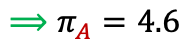 ⟹ π_A = 4.6